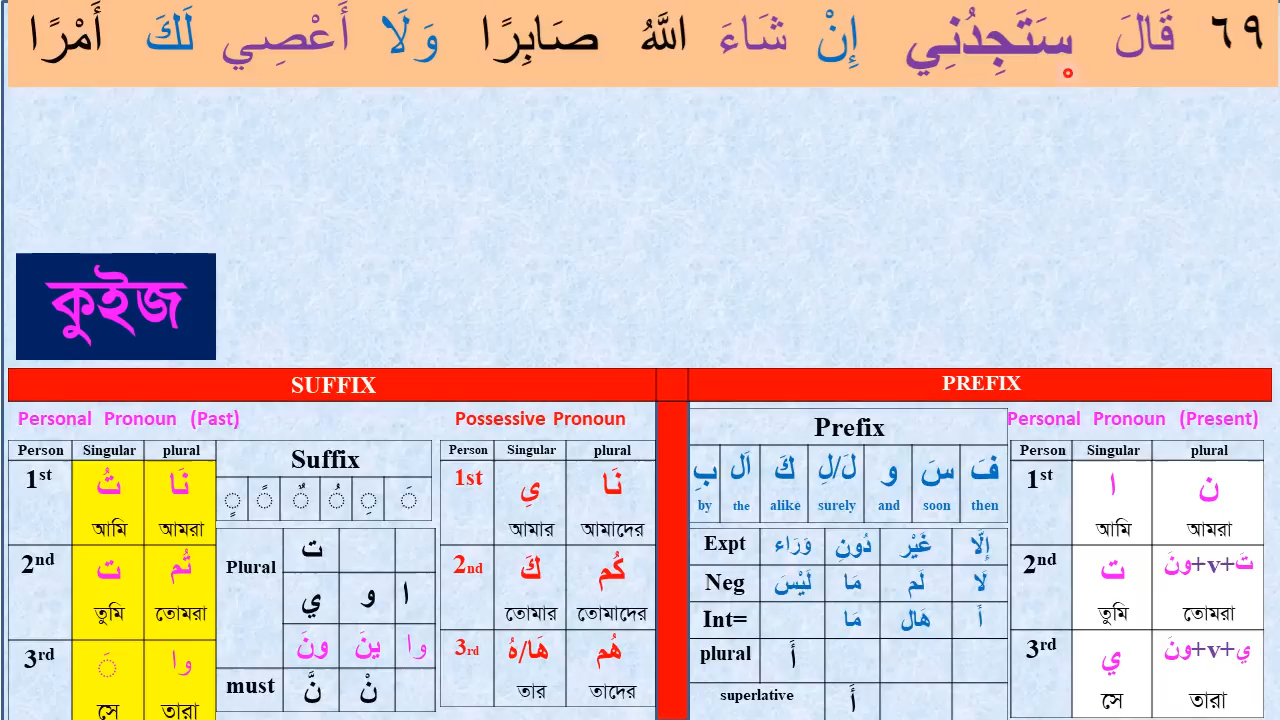 ٦٩ قَالَ سَتَجِدُنِي إِنْ شَاءَ اللَّهُ صَابِرًا وَلَا أَعْصِي لَكَ أَمْرًا
কুইজ
SUFFIX
PREFIX
Personal Pronoun (Past)
Possessive Pronoun
Personal Pronoun (Present)
Person Singular plural
1st تُ نَا
আমি আমরা
2nd ت تُم
তুমি তোমরা
3rd َ وا
সে তারা
Suffix
ٍ ً ٌ ُ ِ َ
Plural ت
ي و ا
ونَ ينَ وا
must نَّ نْ
Person Singular plural
1st يِ نَا
আমার আমাদের
2nd كَ كُم
তোমার তোমাদের
3rd هَا/هُ هُم
তার তাদের
Prefix
بِ اَل كَ لَ/لِ و سَ فَ
by the alike surely and soon then
Expt وَرَاء دُونِ غَيْر إِلَّا
Neg لَيْسَ مَا لَم لَا
Int= مَا هَال أَ
plural أَ
superlative أَ
Person Singular plural
1st ا ن
আমি আমরা
2nd ت تَ+v+ونَ
তুমি তোমরা
3rd ي ي+v+ونَ
সে তারা